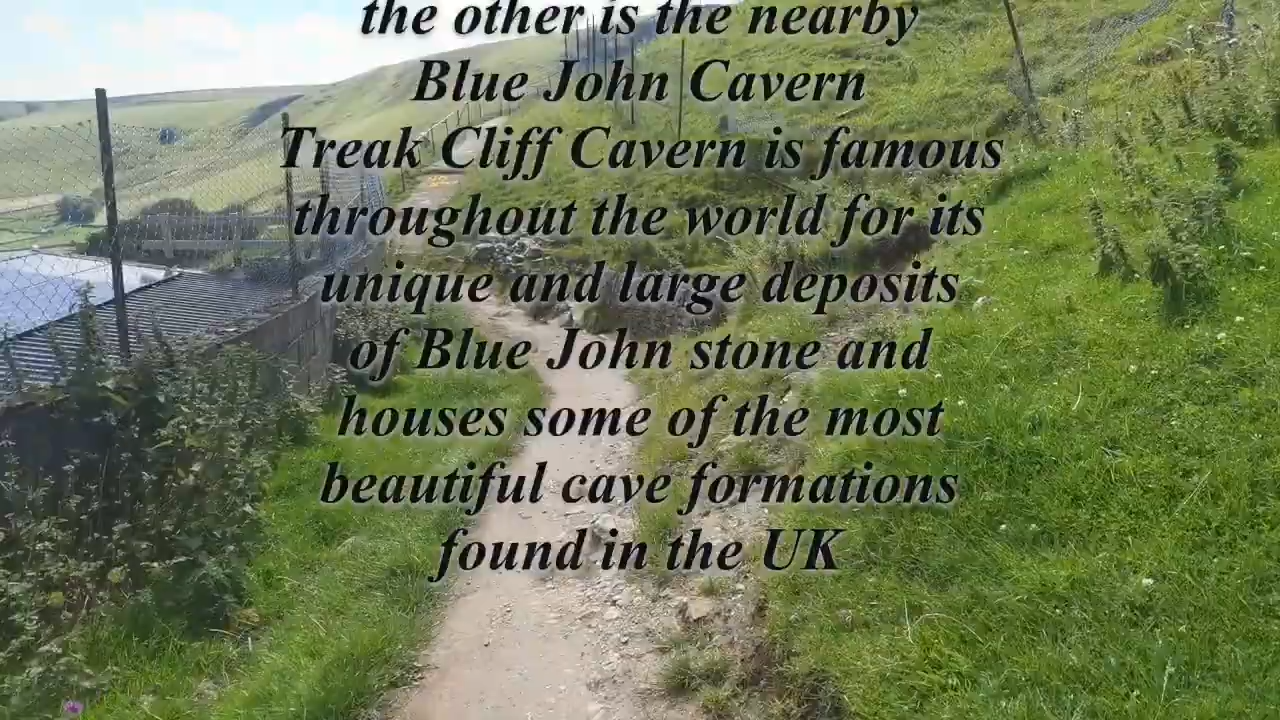 the other is the nearby
Blue John Cavern
Treak Cliff Cavern is famous
throughout the world for its
unique and large deposits
of Blue John stone and
houses some of the most
beautiful cave formations
found in the UK